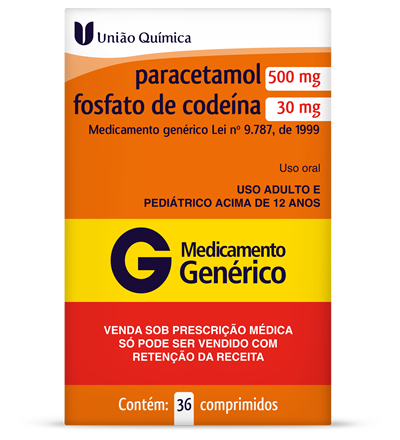 União Química
paracetamol 500 mg
fosfato de codeína 30 mg
Medicamento genérico Lei nº 9.787, de 1999
Uso oral
USO ADULTO E
PEDIÁTRICO ACIMA DE 12 ANOS
G Medicamento
Genérico
VENDA SOB PRESCRIÇÃO MÉDICA
SÓ PODE SER VENDIDO COM
RETENÇÃO DA RECEITA
Contém: 36 comprimidos